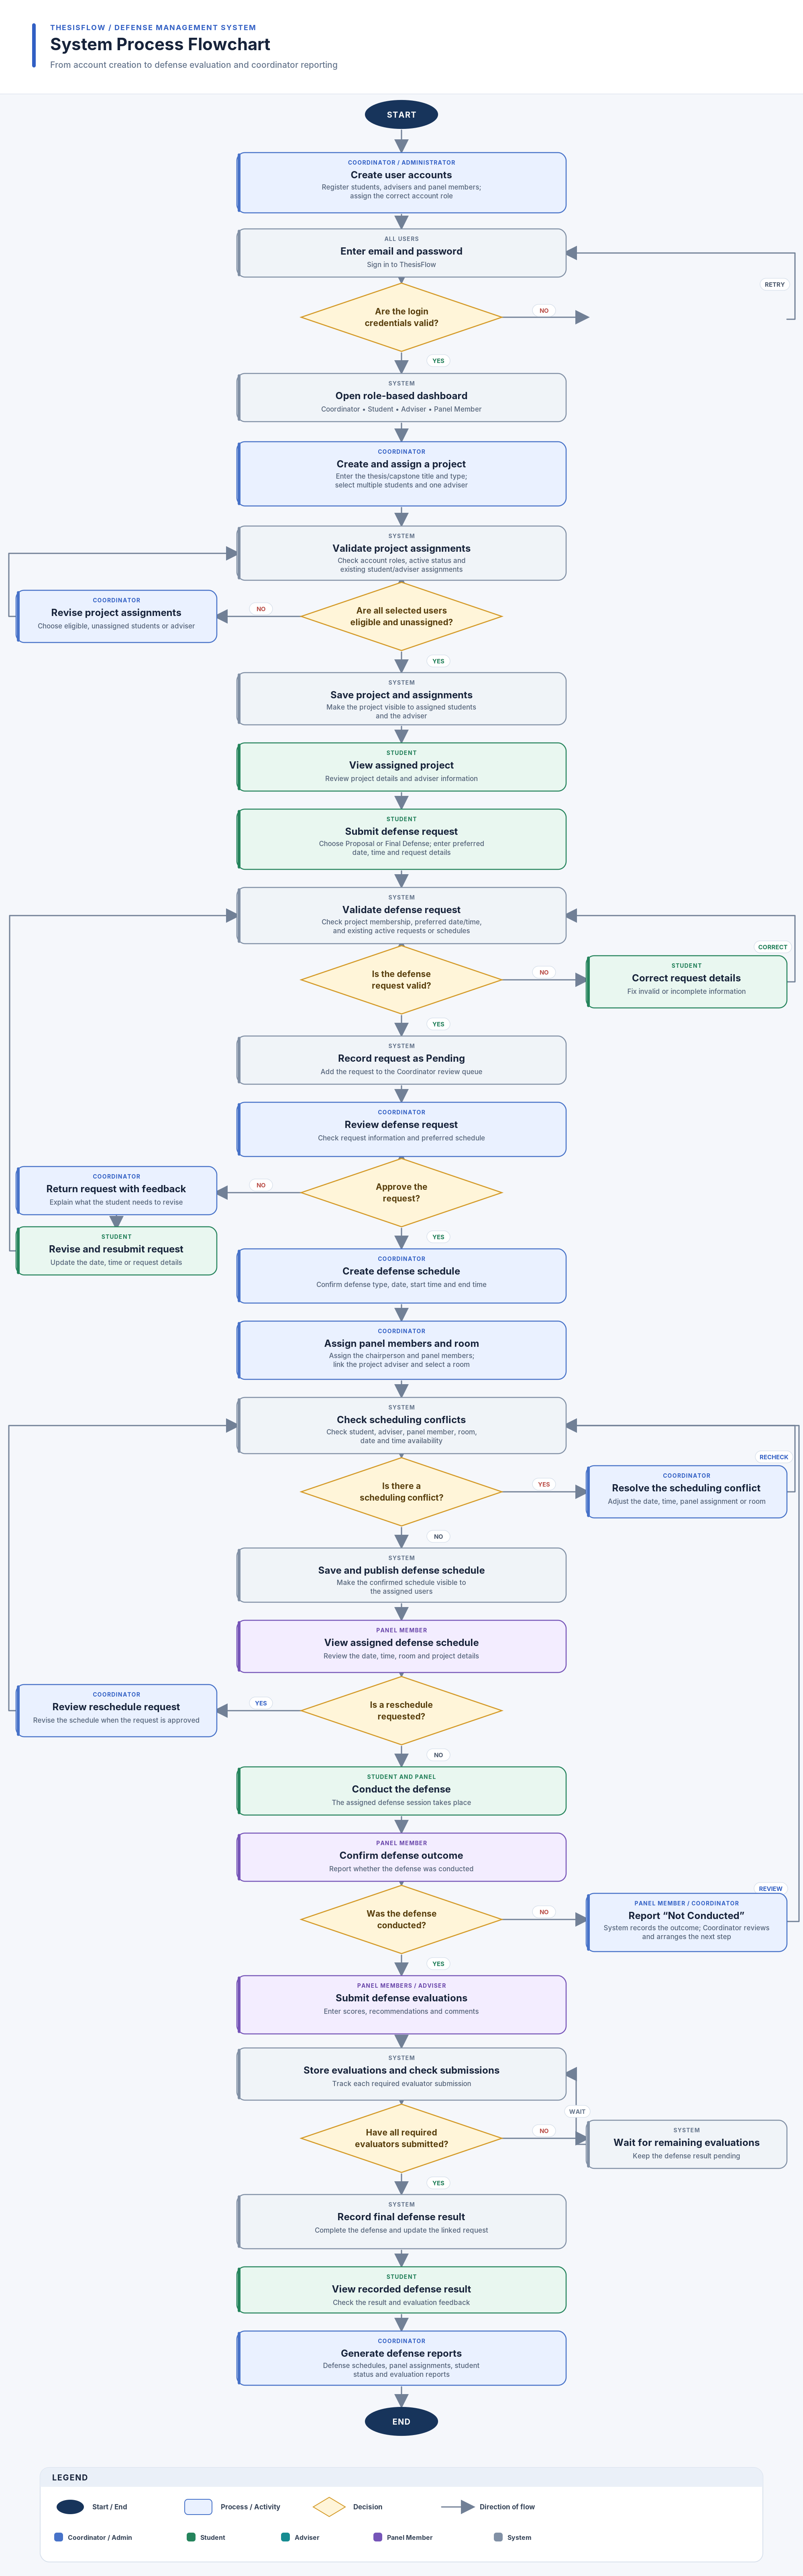 THESISFLOW / DEFENSE MANAGEMENT SYSTEM
System Process Flowchart
From account creation to defense evaluation and coordinator reporting
START
COORDINATOR / ADMINISTRATOR
Create user accounts
Register students, advisers and panel members;
assign the correct account role
ALL USERS
Enter email and password
Sign in to ThesisFlow
RETRY
Are the login
credentials valid?
NO
YES
SYSTEM
Open role-based dashboard
Coordinator • Student • Adviser • Panel Member
COORDINATOR
Create and assign a project
Enter the thesis/capstone title and type;
select multiple students and one adviser
SYSTEM
Validate project assignments
Check account roles, active status and
existing student/adviser assignments
COORDINATOR
Revise project assignments
Choose eligible, unassigned students or adviser
NO
Are all selected users
eligible and unassigned?
YES
SYSTEM
Save project and assignments
Make the project visible to assigned students
and the adviser
STUDENT
View assigned project
Review project details and adviser information
STUDENT
Submit defense request
Choose Proposal or Final Defense; enter preferred
date, time and request details
SYSTEM
Validate defense request
Check project membership, preferred date/time,
and existing active requests or schedules
CORRECT
Is the defense
request valid?
NO
STUDENT
Correct request details
Fix invalid or incomplete information
YES
SYSTEM
Record request as Pending
Add the request to the Coordinator review queue
COORDINATOR
Review defense request
Check request information and preferred schedule
COORDINATOR
Return request with feedback
Explain what the student needs to revise
NO
Approve the
request?
STUDENT
Revise and resubmit request
Update the date, time or request details
YES
COORDINATOR
Create defense schedule
Confirm defense type, date, start time and end time
COORDINATOR
Assign panel members and room
Assign the chairperson and panel members;
link the project adviser and select a room
SYSTEM
Check scheduling conflicts
Check student, adviser, panel member, room,
date and time availability
RECHECK
Is there a
scheduling conflict?
YES
COORDINATOR
Resolve the scheduling conflict
Adjust the date, time, panel assignment or room
NO
SYSTEM
Save and publish defense schedule
Make the confirmed schedule visible to
the assigned users
PANEL MEMBER
View assigned defense schedule
Review the date, time, room and project details
COORDINATOR
Review reschedule request
Revise the schedule when the request is approved
YES
Is a reschedule
requested?
NO
STUDENT AND PANEL
Conduct the defense
The assigned defense session takes place
PANEL MEMBER
Confirm defense outcome
Report whether the defense was conducted
REVIEW
Was the defense
conducted?
NO
PANEL MEMBER / COORDINATOR
Report “Not Conducted”
System records the outcome; Coordinator reviews
and arranges the next step
YES
PANEL MEMBERS / ADVISER
Submit defense evaluations
Enter scores, recommendations and comments
SYSTEM
Store evaluations and check submissions
Track each required evaluator submission
WAIT
Have all required
evaluators submitted?
NO
SYSTEM
Wait for remaining evaluations
Keep the defense result pending
YES
SYSTEM
Record final defense result
Complete the defense and update the linked request
STUDENT
View recorded defense result
Check the result and evaluation feedback
COORDINATOR
Generate defense reports
Defense schedules, panel assignments, student
status and evaluation reports
END
LEGEND
Start / End
Process / Activity
Decision
Direction of flow
Coordinator / Admin
Student
Adviser
Panel Member
System